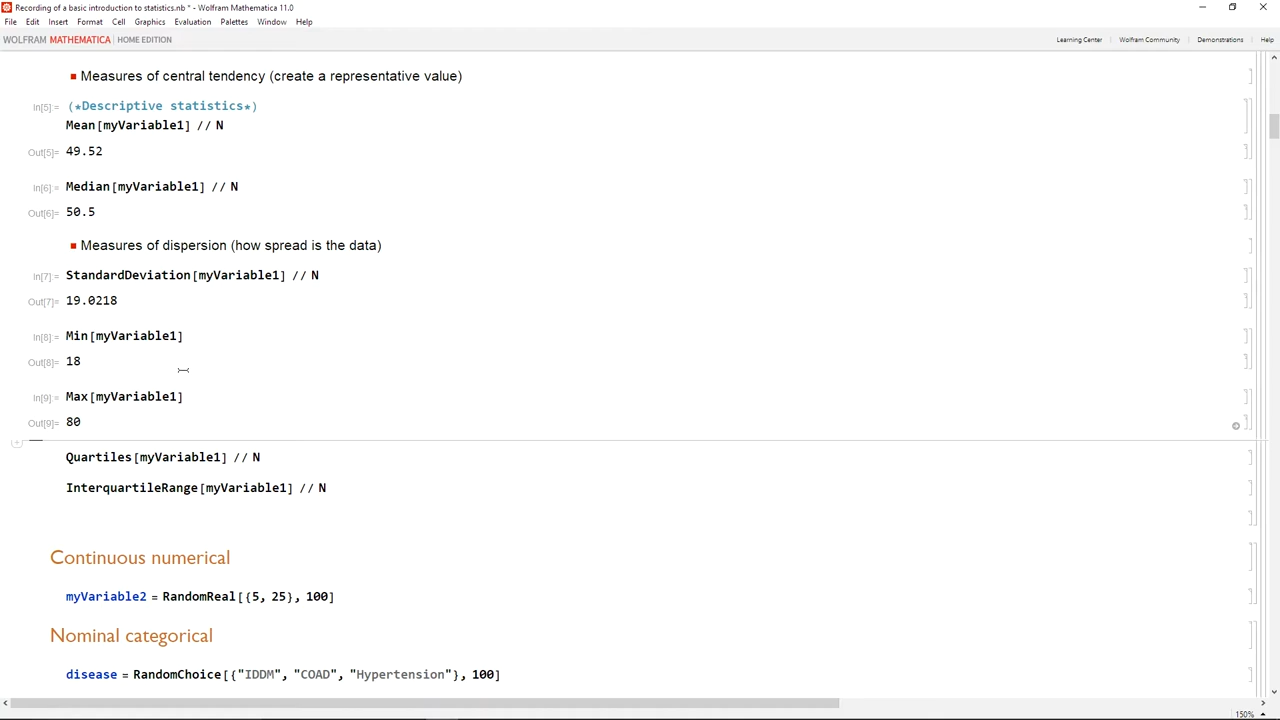 Recording of a basic introduction to statistics.nb * - Wolfram Mathematica 11.0
File Edit Insert Format Cell Graphics Evaluation Palettes Window Help
WOLFRAM MATHEMATICA | HOME EDITION
Learning Center | Wolfram Community | Demonstrations | Help
Measures of central tendency (create a representative value)
In[5]:= (*Descriptive statistics*)
Mean[myVariable1] // N
Out[5]= 49.52
In[6]:= Median[myVariable1] // N
Out[6]= 50.5
Measures of dispersion (how spread is the data)
In[7]:= StandardDeviation[myVariable1] // N
Out[7]= 19.0218
In[8]:= Min[myVariable1]
Out[8]= 18
In[9]:= Max[myVariable1]
Out[9]= 80
Quartiles[myVariable1] // N
InterquartileRange[myVariable1] // N
Continuous numerical
myVariable2 = RandomReal[{5, 25}, 100]
Nominal categorical
disease = RandomChoice[{"IDDM", "COAD", "Hypertension"}, 100]
150%